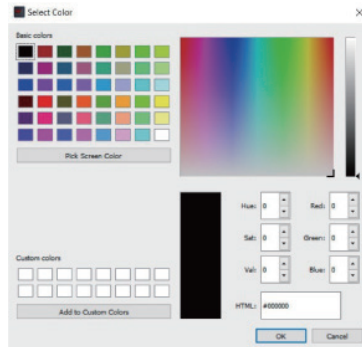 Select Color
Basic colors
Pick Screen Color
Hue: 0 Red: 0
Sat: 0 Green: 0
Val: 0 Blue: 0
Custom colors
HTML: #000000
Add to Custom Colors
OK Cancel